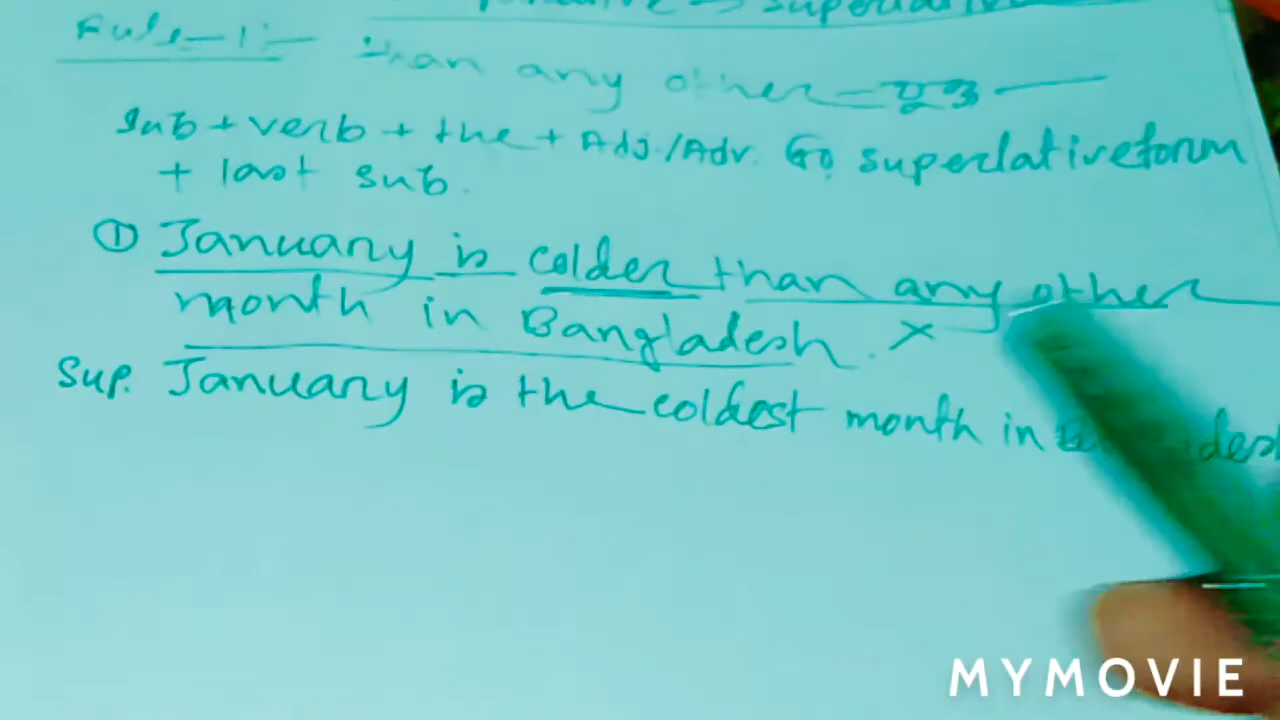 superlative
Rule-1:- than any other-যুক্ত
Sub + verb + the + Adj/Adv. এর superlative form
+ last sub.
① January is colder than any other
month in Bangladesh. ×
Sup. January is the coldest month in
MYMOVIE